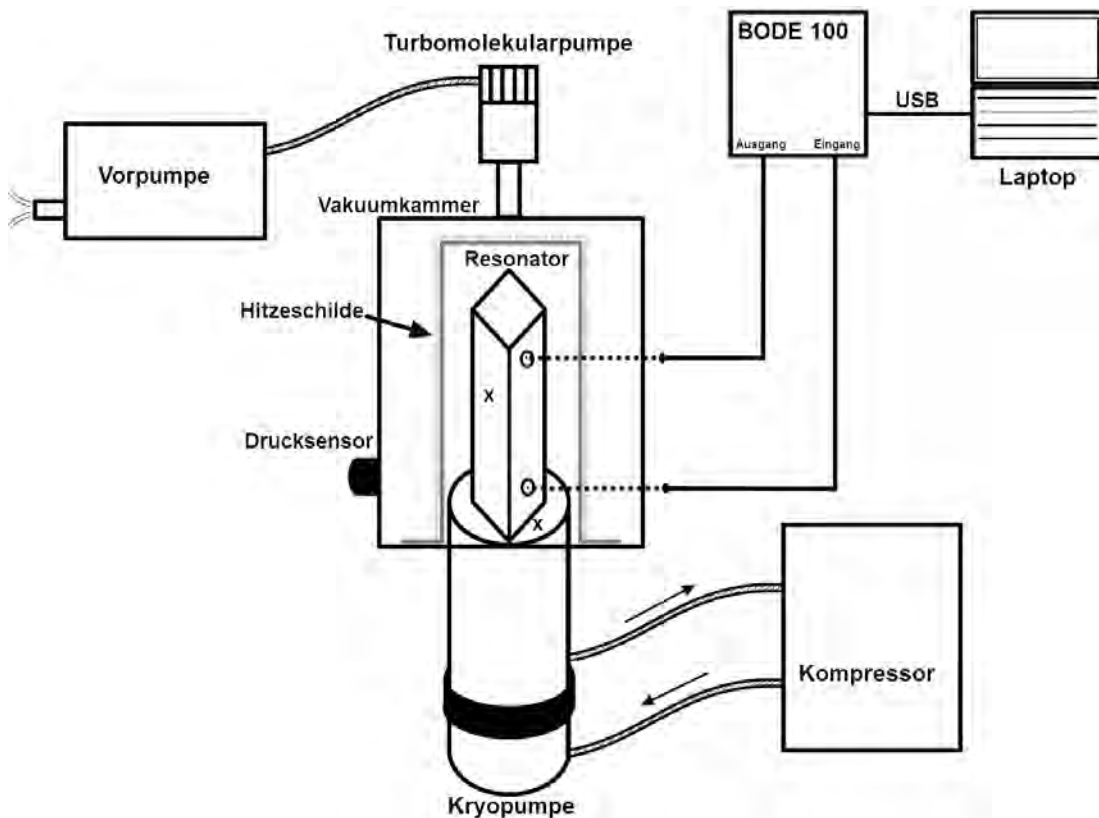 Turbomolekularpumpe
BODE 100
USB
Ausgang Eingang
Laptop
Vorpumpe
Vakuumkammer
Resonator
Hitzeschilde
x
Drucksensor
x
Kompressor
Kryopumpe